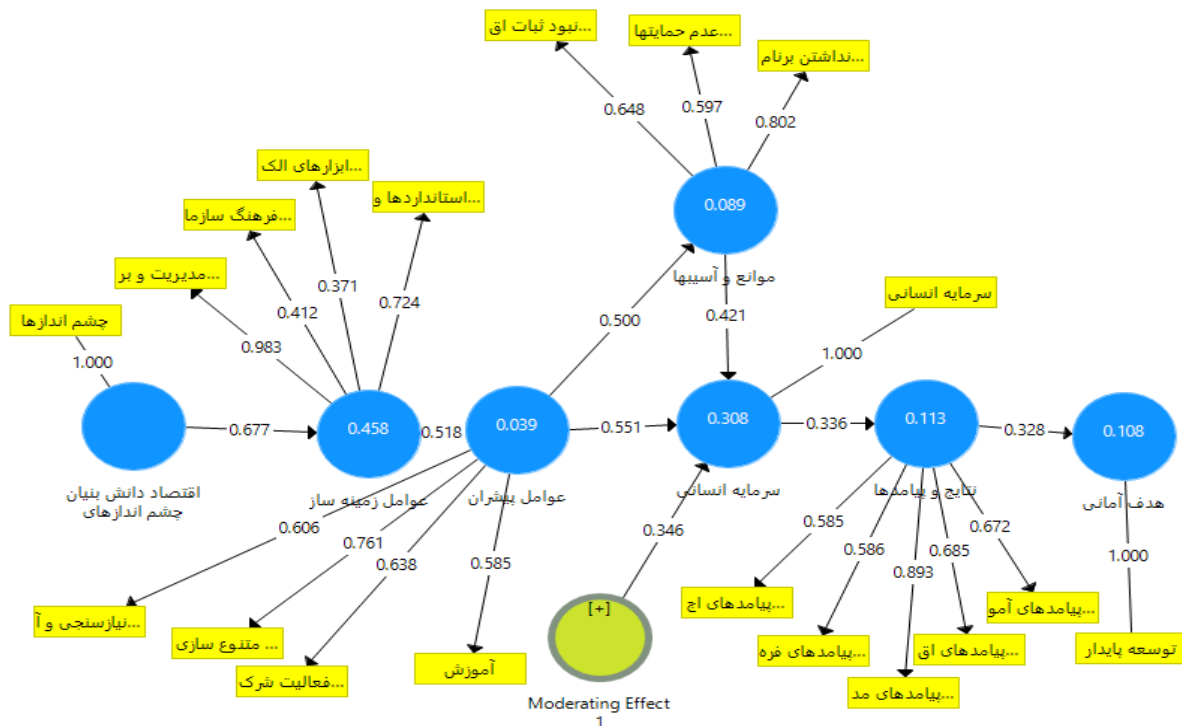 نبود ثبات اق...
عدم حمایتها...
نداشتن برنام...
0.648
0.597
0.802
ابزارهای الک...
استانداردها و...
فرهنگ سازما...
مدیریت و بر...
چشم اندازها
1.000
0.983
0.412
0.371
0.724
0.089
موانع و آسیبها
0.500
0.421
سرمایه انسانی
1.000
0.677
0.458
0.518
0.039
0.551
0.308
0.336
0.113
0.328
0.108
اقتصاد دانش بنیان
چشم اندازهای
عوامل زمینه ساز
عوامل پیشران
سرمایه انسانی
نتایج و پیامدها
هدف آمانی
0.606
0.761
0.638
0.585
0.346
0.585
0.586
0.893
0.685
0.672
1.000
نیازسنجی و آ...
متنوع سازی ...
فعالیت شرک...
آموزش
[+]
Moderating Effect
1
پیامدهای اج...
پیامدهای فره...
پیامدهای مد...
پیامدهای اق...
پیامدهای آمو...
توسعه پایدار